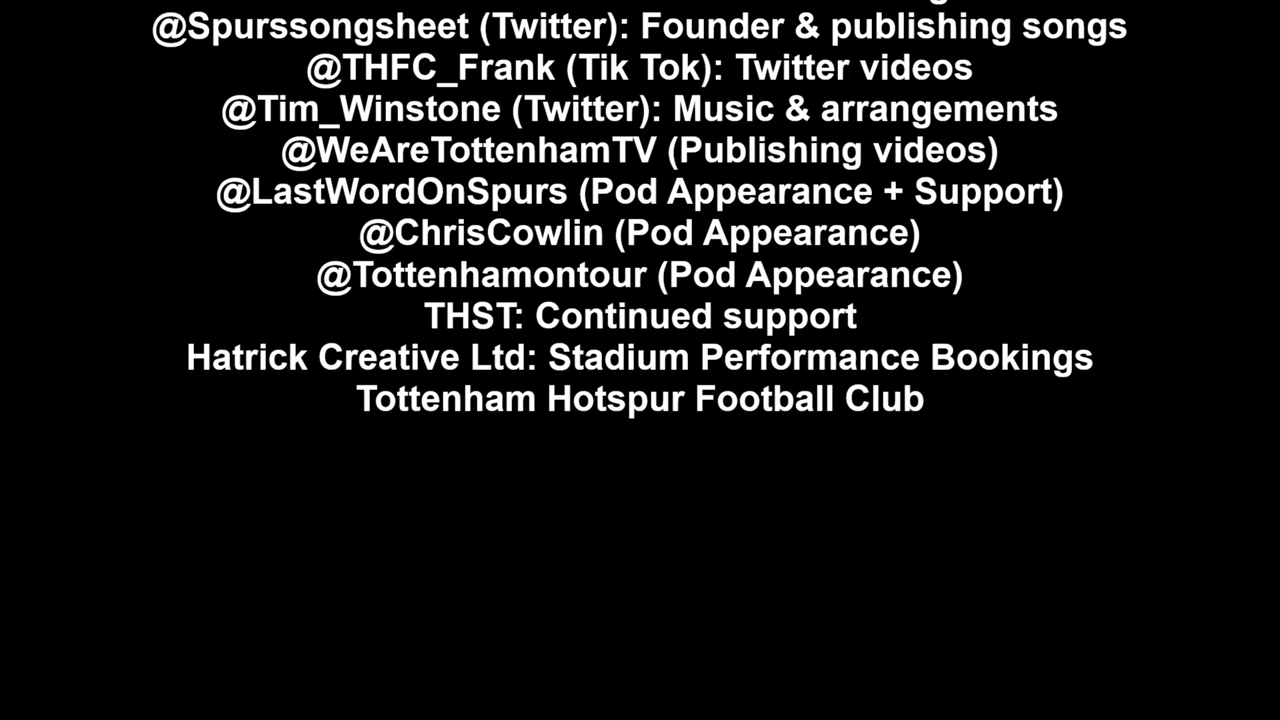 @Spurssongsheet (Twitter): Founder & publishing songs
@THFC_Frank (Tik Tok): Twitter videos
@Tim_Winstone (Twitter): Music & arrangements
@WeAreTottenhamTV (Publishing videos)
@LastWordOnSpurs (Pod Appearance + Support)
@ChrisCowlin (Pod Appearance)
@Tottenhamontour (Pod Appearance)
THST: Continued support
Hatrick Creative Ltd: Stadium Performance Bookings
Tottenham Hotspur Football Club